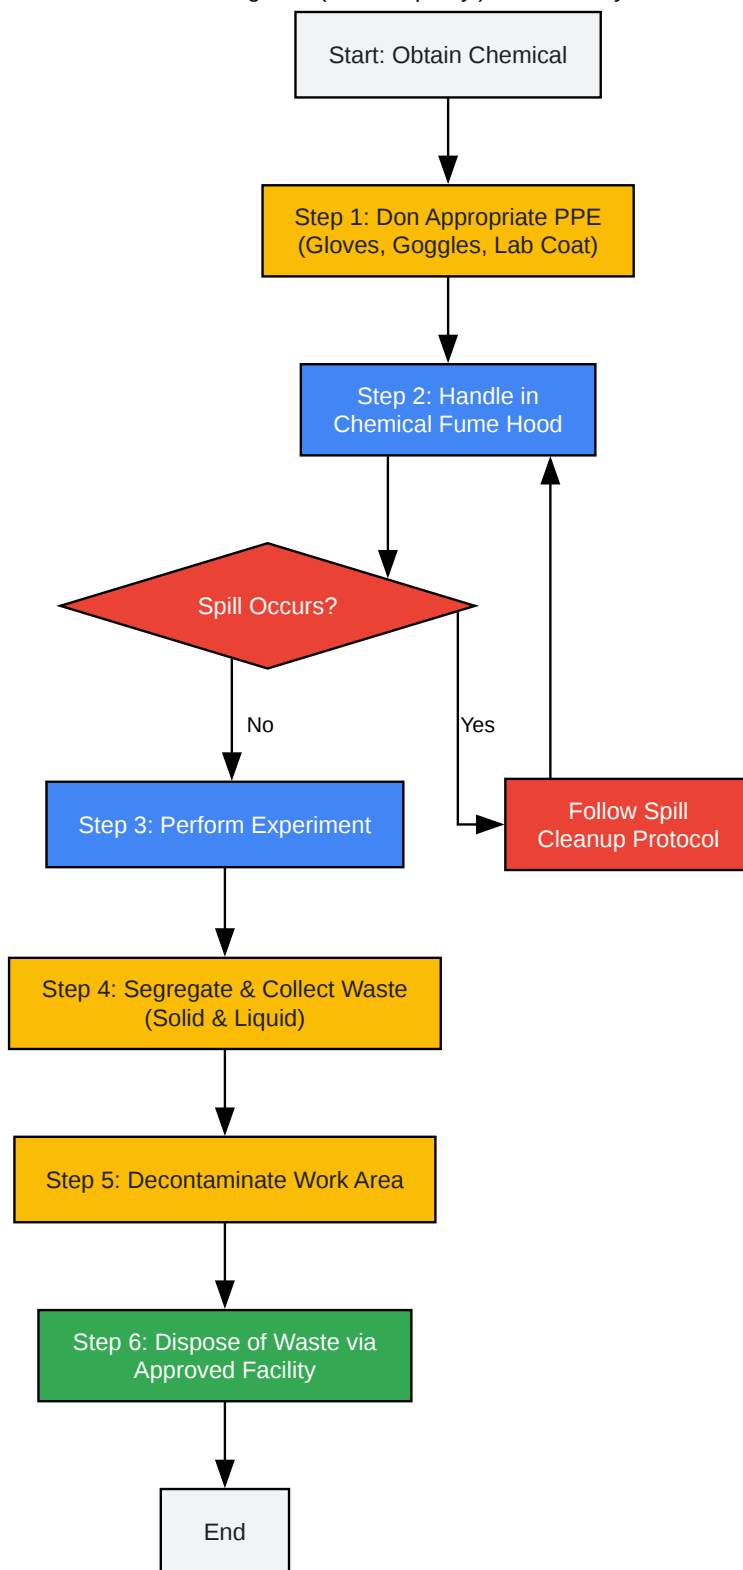 Start: Obtain Chemical
Step 1: Don Appropriate PPE
(Gloves, Goggles, Lab Coat)
Step 2: Handle in
Chemical Fume Hood
Spill Occurs?
No
Yes
Step 3: Perform Experiment
Follow Spill
Cleanup Protocol
Step 4: Segregate & Collect Waste
(Solid & Liquid)
Step 5: Decontaminate Work Area
Step 6: Dispose of Waste via
Approved Facility
End